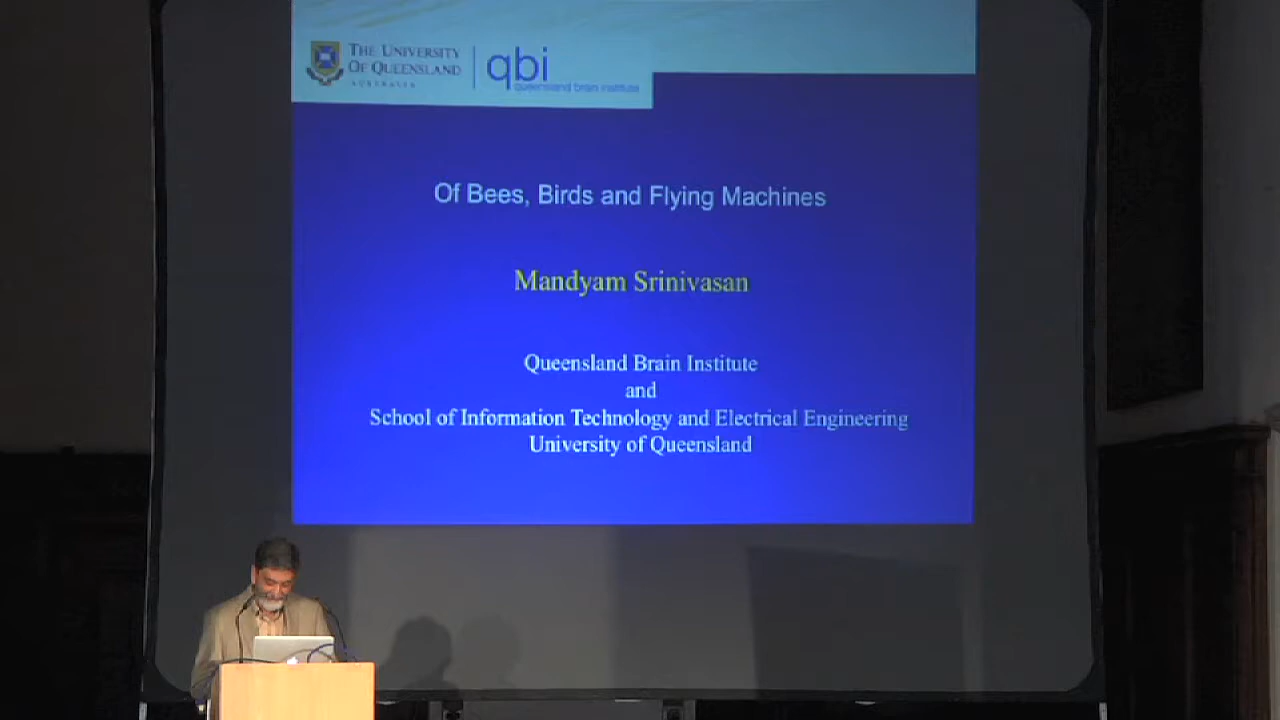 THE UNIVERSITY
OF QUEENSLAND
AUSTRALIA
qbi
queensland brain institute
Of Bees, Birds and Flying Machines
Mandyam Srinivasan
Queensland Brain Institute
and
School of Information Technology and Electrical Engineering
University of Queensland